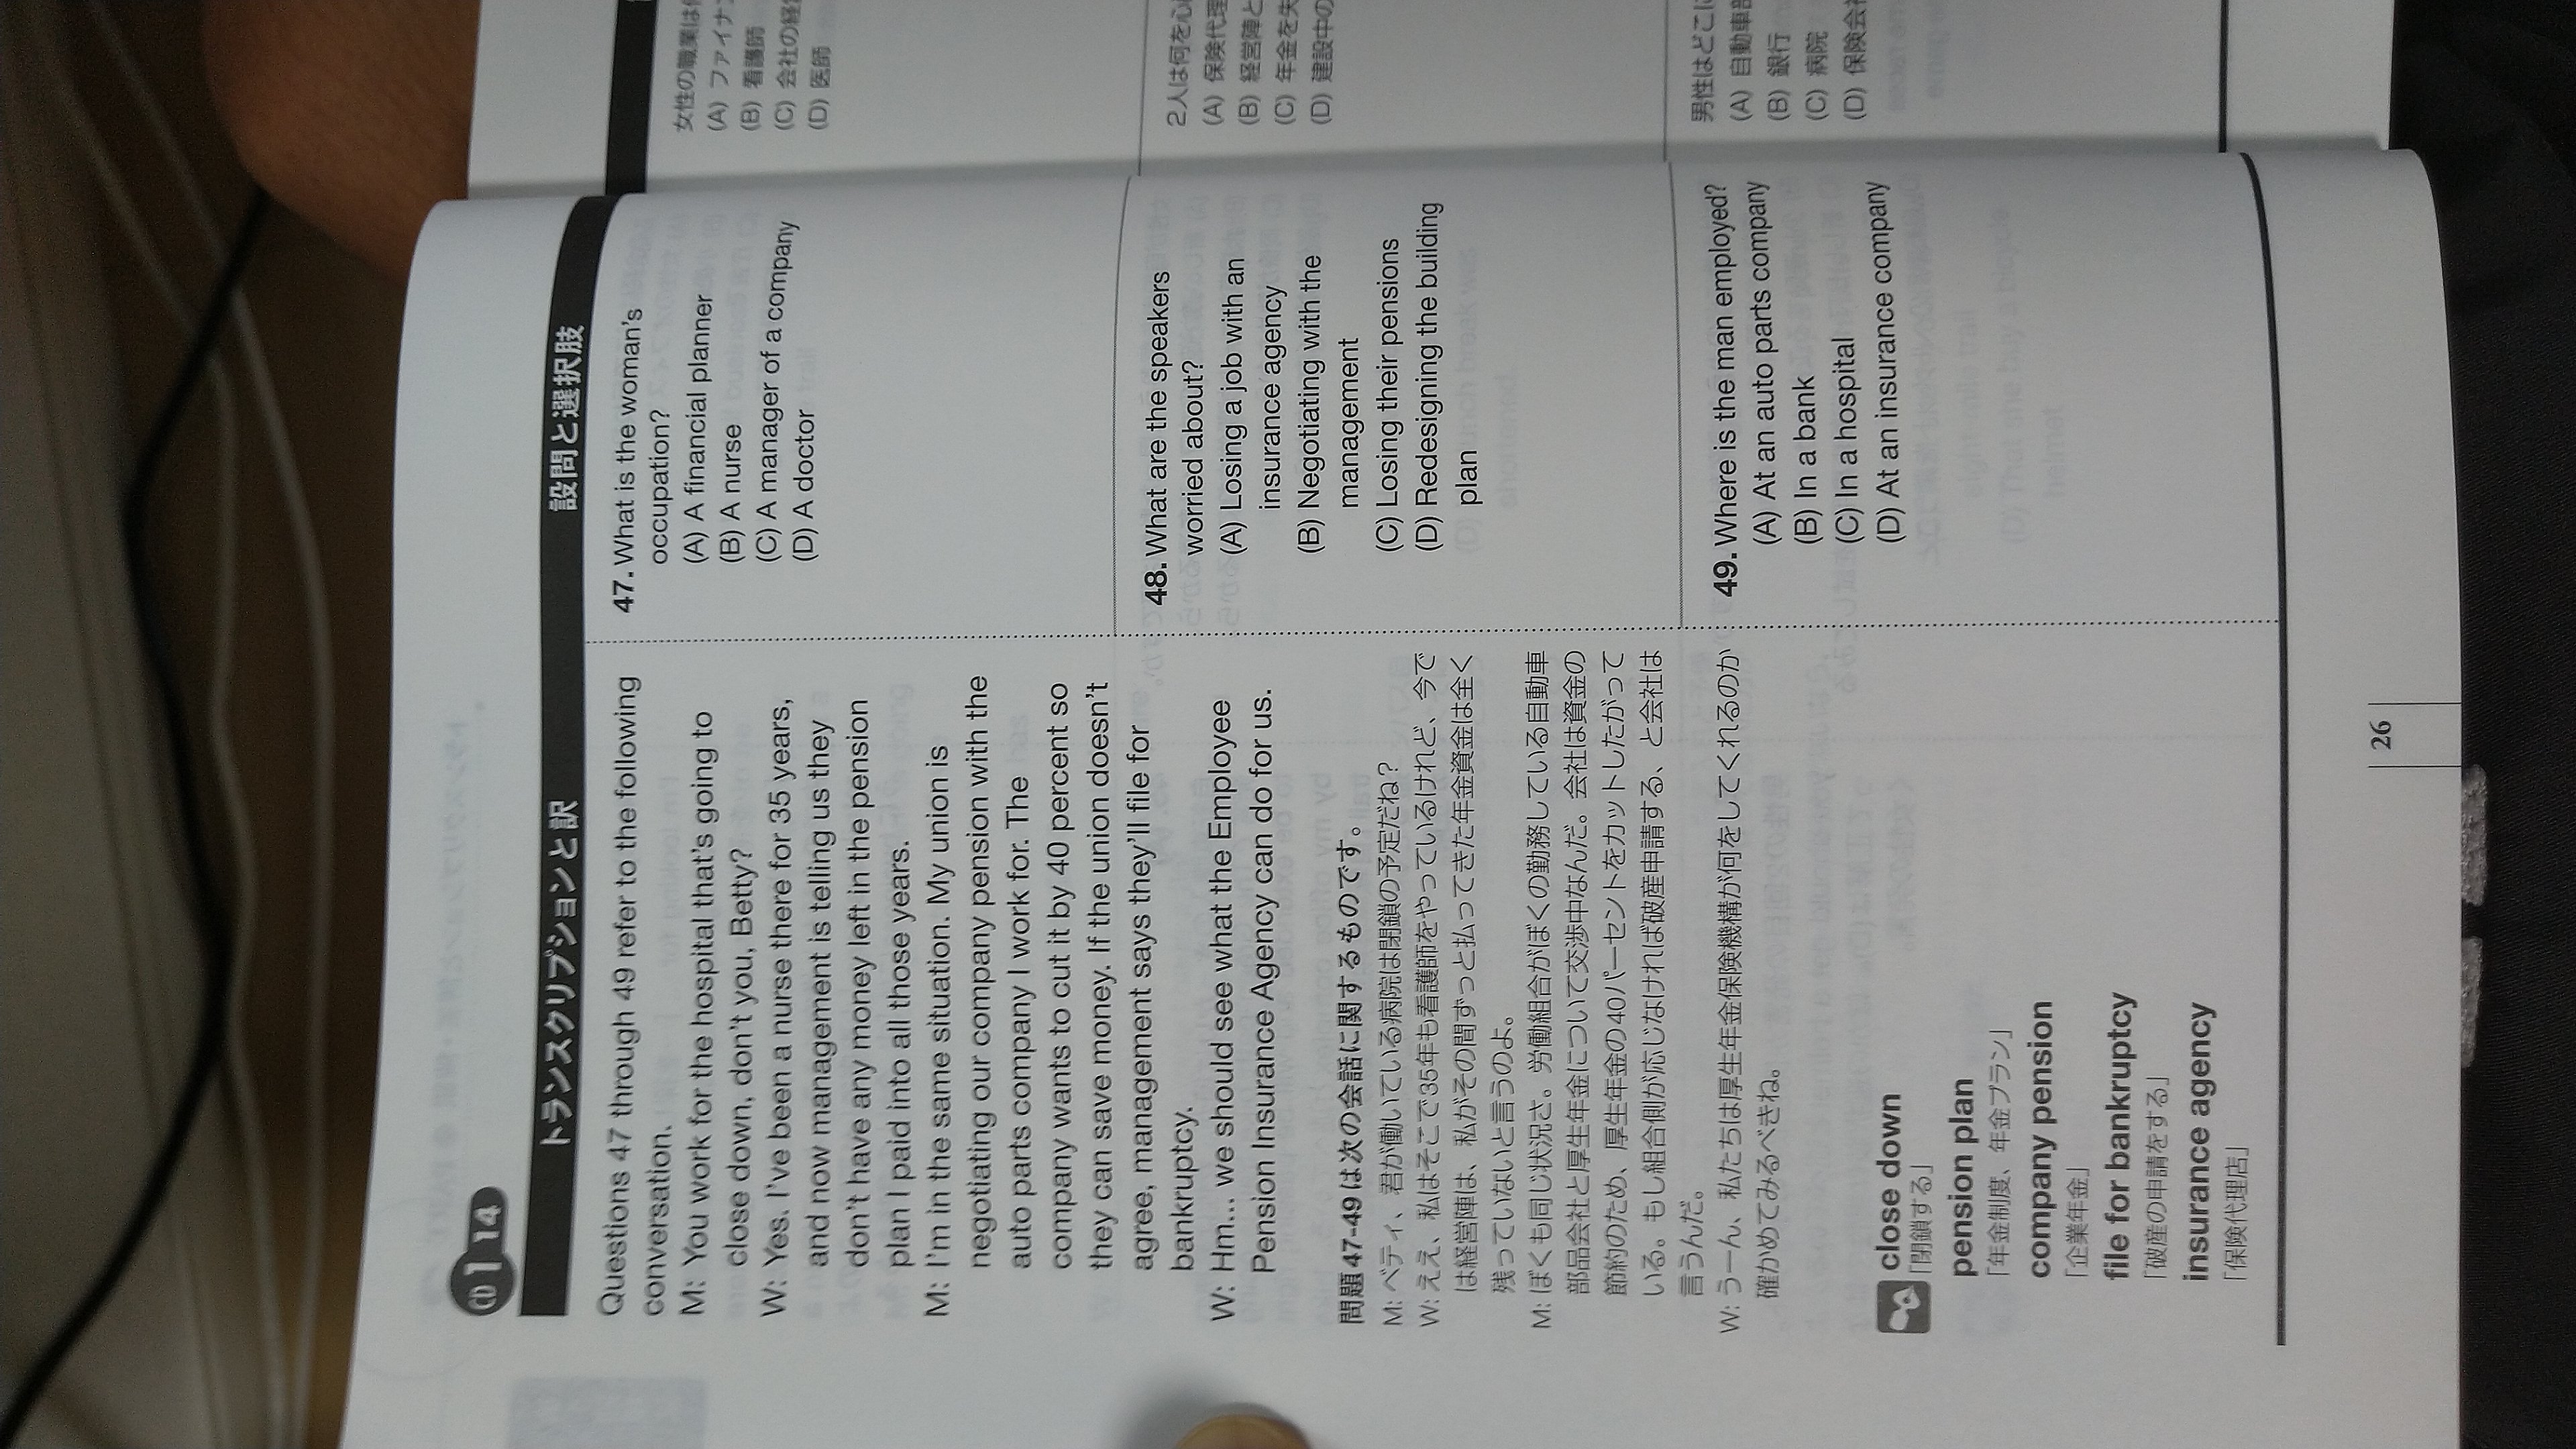 CD 1 14
トランスクリプションと訳
Questions 47 through 49 refer to the following
conversation.
M: You work for the hospital that's going to
close down, don't you, Betty?
W: Yes. I've been a nurse there for 35 years,
and now management is telling us they
don't have any money left in the pension
plan I paid into all those years.
M: I'm in the same situation. My union is
negotiating our company pension with the
auto parts company I work for. The
company wants to cut it by 40 percent so
they can save money. If the union doesn't
agree, management says they'll file for
bankruptcy.
W: Hm... we should see what the Employee
Pension Insurance Agency can do for us.
問題47-49は次の会話に関するものです。
M: ベティ、君が働いている病院は閉鎖の予定だね？
W: ええ、私はそこで35年も看護師をやっているけれど、今で
は経営陣は、私がその間ずっと払ってきた年金資金は全く
残っていないと言うのよ。
M: ぼくも同じ状況さ。労働組合がぼくの勤務している自動車
部品会社と厚生年金について交渉中なんだ。会社は資金の
節約のため、厚生年金の40パーセントをカットしたがって
いる。もし組合側が応じなければ破産申請する、と会社は
言うんだ。
W: うーん、私たちは厚生年金保険機構が何をしてくれるのか
確かめてみるべきね。
close down
「閉鎖する」
pension plan
「年金制度、年金プラン」
company pension
「企業年金」
file for bankruptcy
「破産の申請をする」
insurance agency
「保険代理店」
設問と選択肢
47. What is the woman's
occupation?
(A) A financial planner
(B) A nurse
(C) A manager of a company
(D) A doctor
48. What are the speakers
worried about?
(A) Losing a job with an
insurance agency
(B) Negotiating with the
management
(C) Losing their pensions
(D) Redesigning the building
plan
49. Where is the man employed?
(A) At an auto parts company
(B) In a bank
(C) In a hospital
(D) At an insurance company
26
女性の職業は
(A) ファイナン
(B) 看護師
(C) 会社の経
(D) 医師
2人は何を心
(A) 保険代理
(B) 経営陣と
(C) 年金を失
(D) 建設中の
男性はどこに
(A) 自動車部
(B) 銀行
(C) 病院
(D) 保険会社